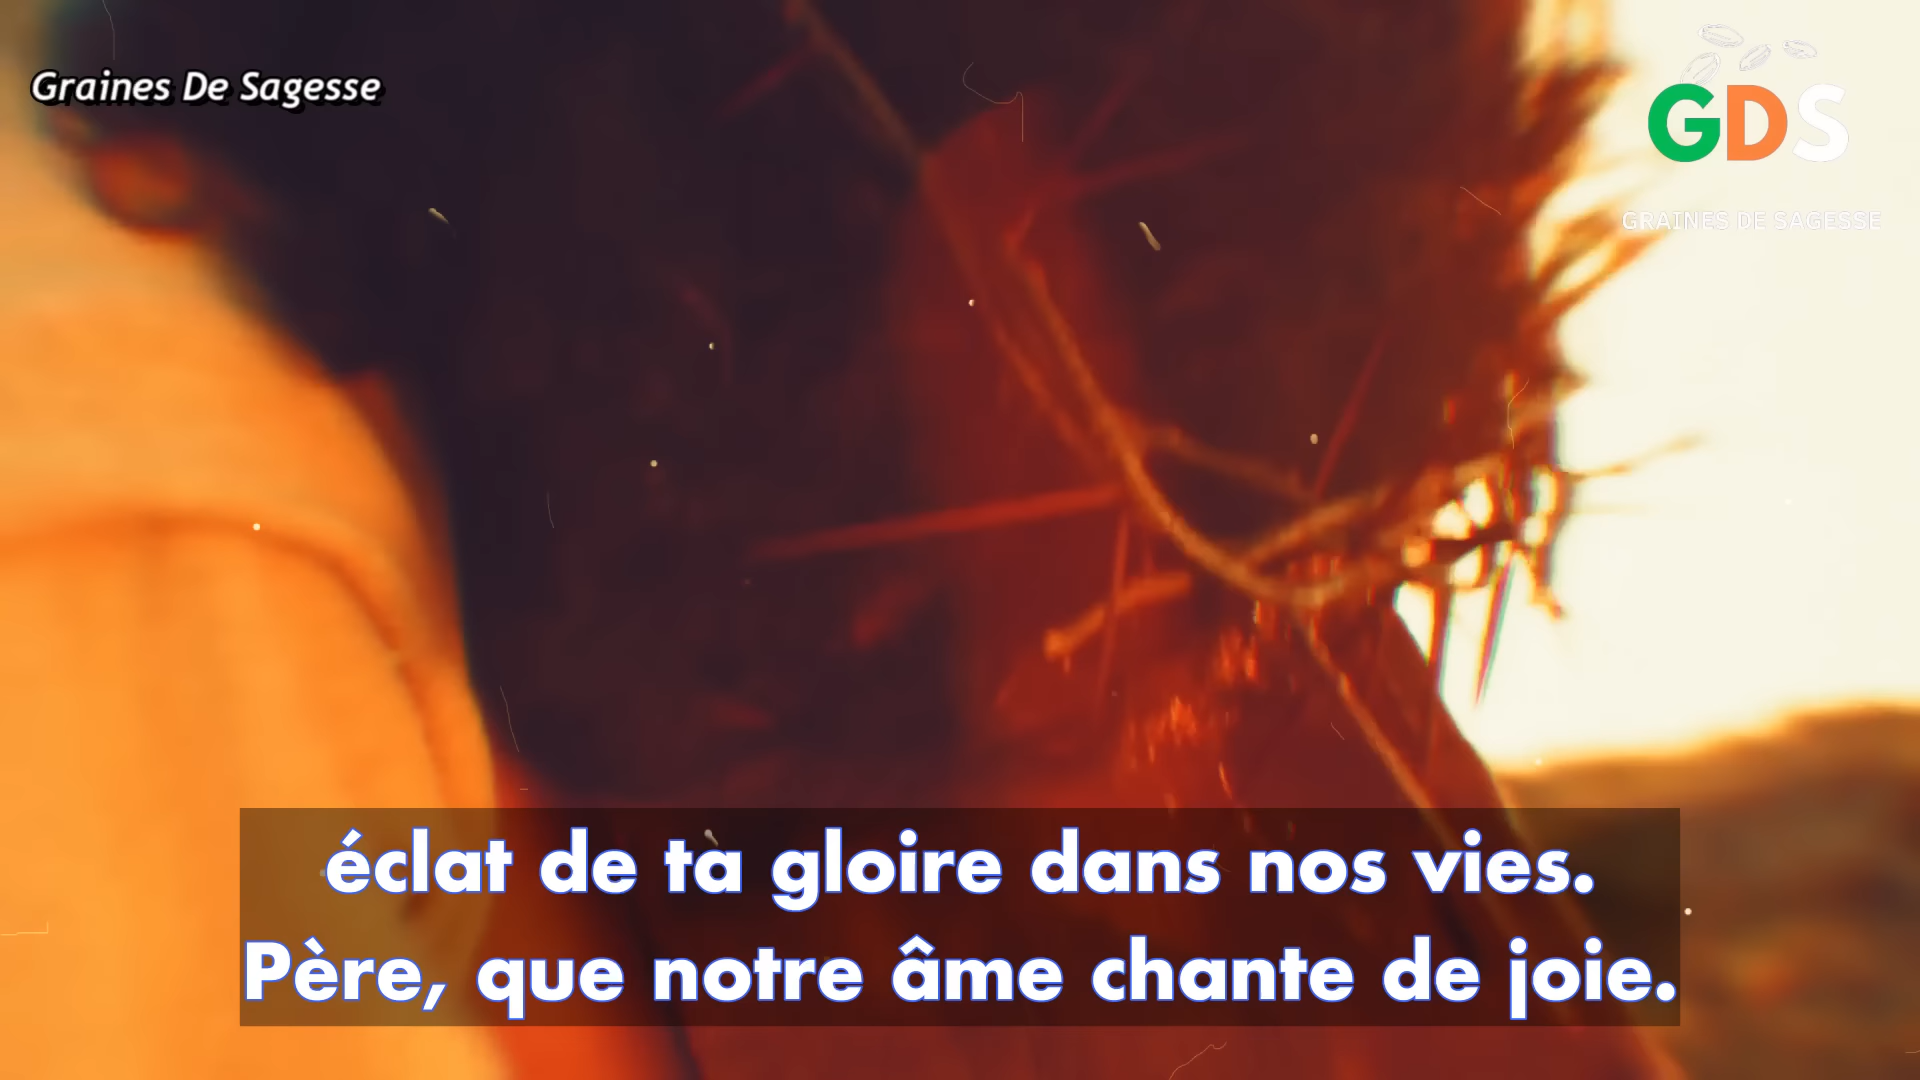 Graines De Sagesse
GDS
GRAINES DE SAGESSE
éclat de ta gloire dans nos vies.
Père, que notre âme chante de joie.